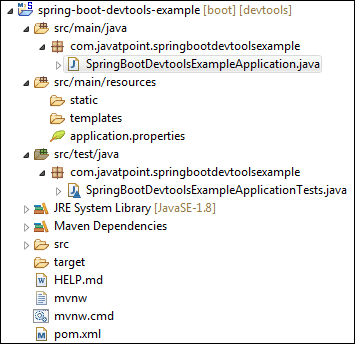 spring-boot-devtools-example [boot] [devtools]
src/main/java
com.javatpoint.springbootdevtoolsexample
SpringBootDevtoolsExampleApplication.java
src/main/resources
static
templates
application.properties
src/test/java
com.javatpoint.springbootdevtoolsexample
SpringBootDevtoolsExampleApplicationTests.java
JRE System Library [JavaSE-1.8]
Maven Dependencies
src
target
HELP.md
mvnw
mvnw.cmd
pom.xml